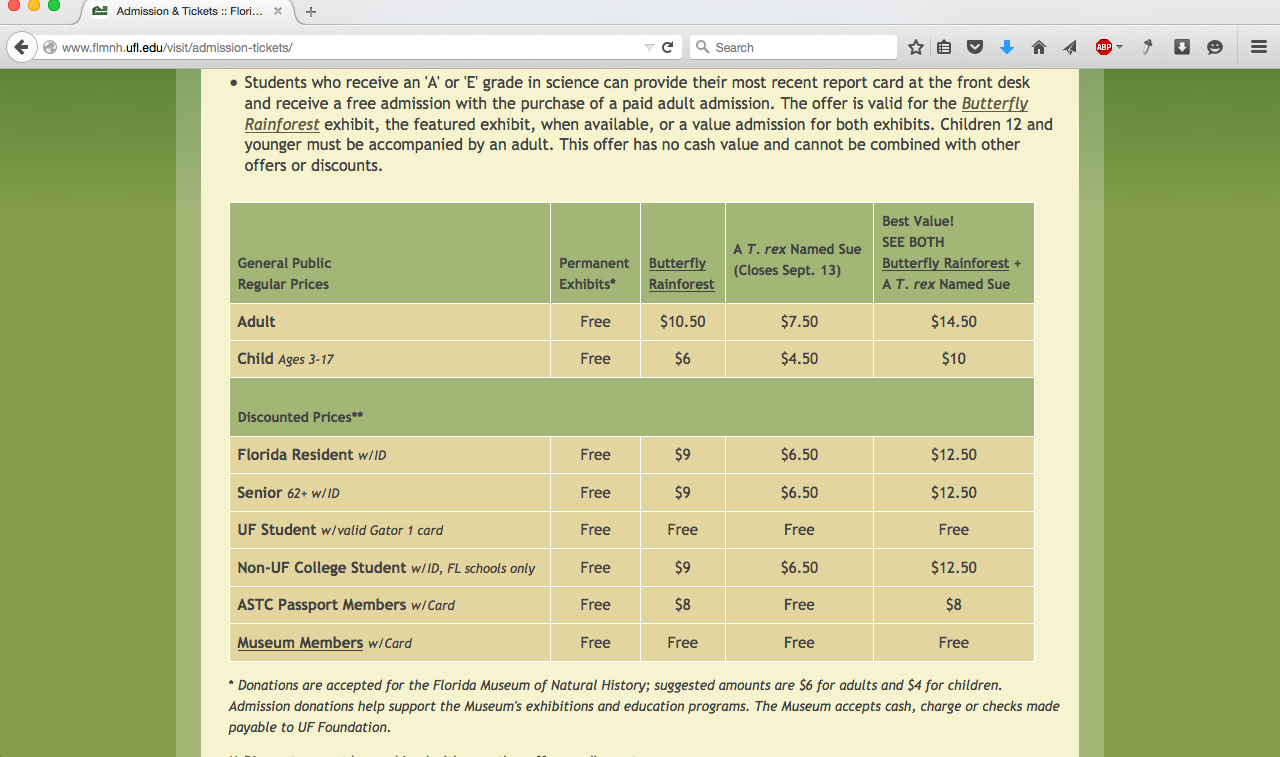 Admission & Tickets :: Flori...
www.flmnh.ufl.edu/visit/admission-tickets/
Search
ABP
• Students who receive an 'A' or 'E' grade in science can provide their most recent report card at the front desk
and receive a free admission with the purchase of a paid adult admission. The offer is valid for the Butterfly
Rainforest exhibit, the featured exhibit, when available, or a value admission for both exhibits. Children 12 and
younger must be accompanied by an adult. This offer has no cash value and cannot be combined with other
offers or discounts.
General Public
Regular Prices
Permanent
Exhibits*
Butterfly
Rainforest
A T. rex Named Sue
(Closes Sept. 13)
Best Value!
SEE BOTH
Butterfly Rainforest +
A T. rex Named Sue
Adult Free $10.50 $7.50 $14.50
Child Ages 3-17 Free $6 $4.50 $10
Discounted Prices**
Florida Resident w/ID Free $9 $6.50 $12.50
Senior 62+ w/ID Free $9 $6.50 $12.50
UF Student w/valid Gator 1 card Free Free Free Free
Non-UF College Student w/ID, FL schools only Free $9 $6.50 $12.50
ASTC Passport Members w/Card Free $8 Free $8
Museum Members w/Card Free Free Free Free
* Donations are accepted for the Florida Museum of Natural History; suggested amounts are $6 for adults and $4 for children.
Admission donations help support the Museum's exhibitions and education programs. The Museum accepts cash, charge or checks made
payable to UF Foundation.